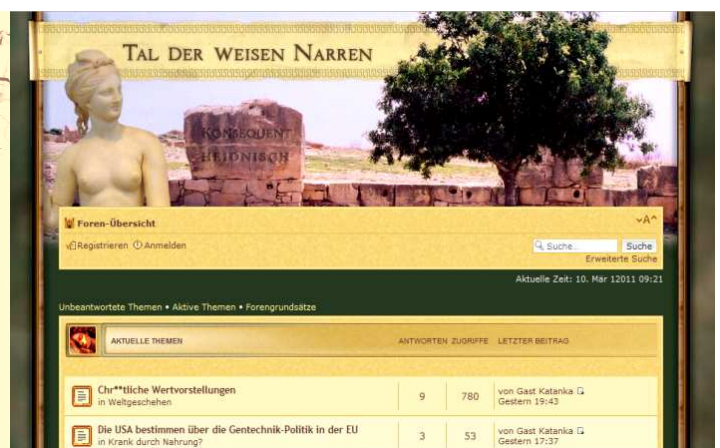 TAL DER WEISEN NARREN
KONSEQUENT
HEIDNISCH
Foren-Übersicht
A
Registrieren Anmelden
Suche…
Suche
Erweiterte Suche
Aktuelle Zeit: 10. Mär 12011 09:21
Unbeantwortete Themen • Aktive Themen • Forengrundsätze
AKTUELLE THEMEN ANTWORTEN ZUGRIFFE LETZTER BEITRAG
Chr**tliche Wertvorstellungen
in Weltgeschehen
9 780
von Gast Katanka
Gestern 19:43
Die USA bestimmen über die Gentechnik-Politik in der EU
in Krank durch Nahrung?
3 53
von Gast Katanka
Gestern 17:37